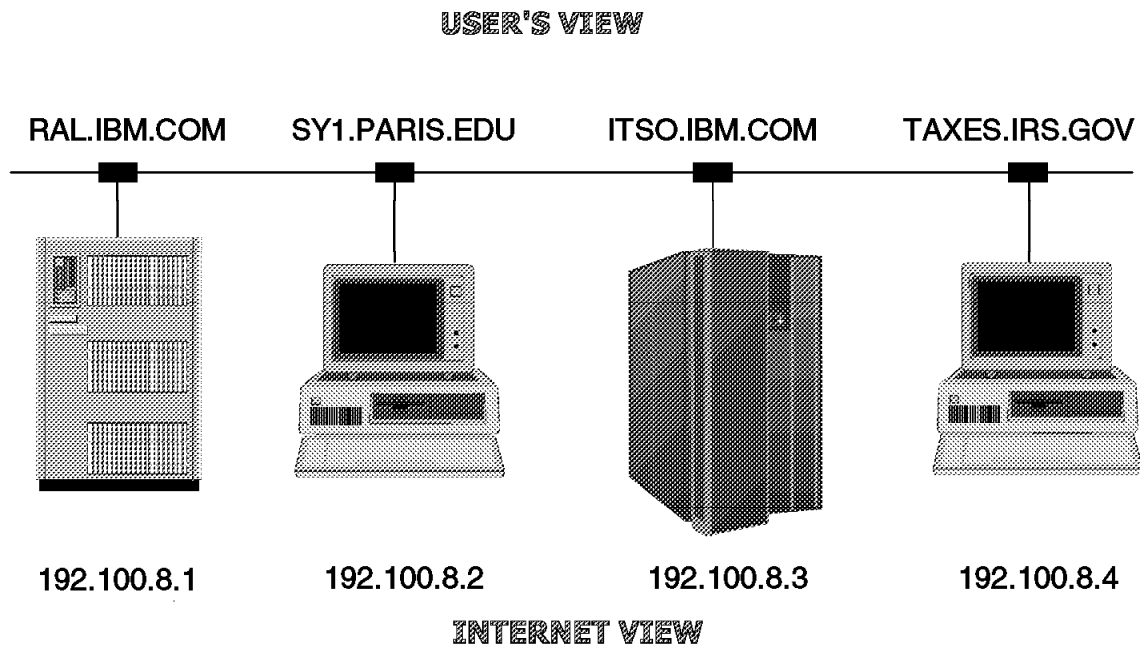 USER'S VIEW
RAL.IBM.COM SY1.PARIS.EDU ITSO.IBM.COM TAXES.IRS.GOV
192.100.8.1 192.100.8.2 192.100.8.3 192.100.8.4
INTERNET VIEW